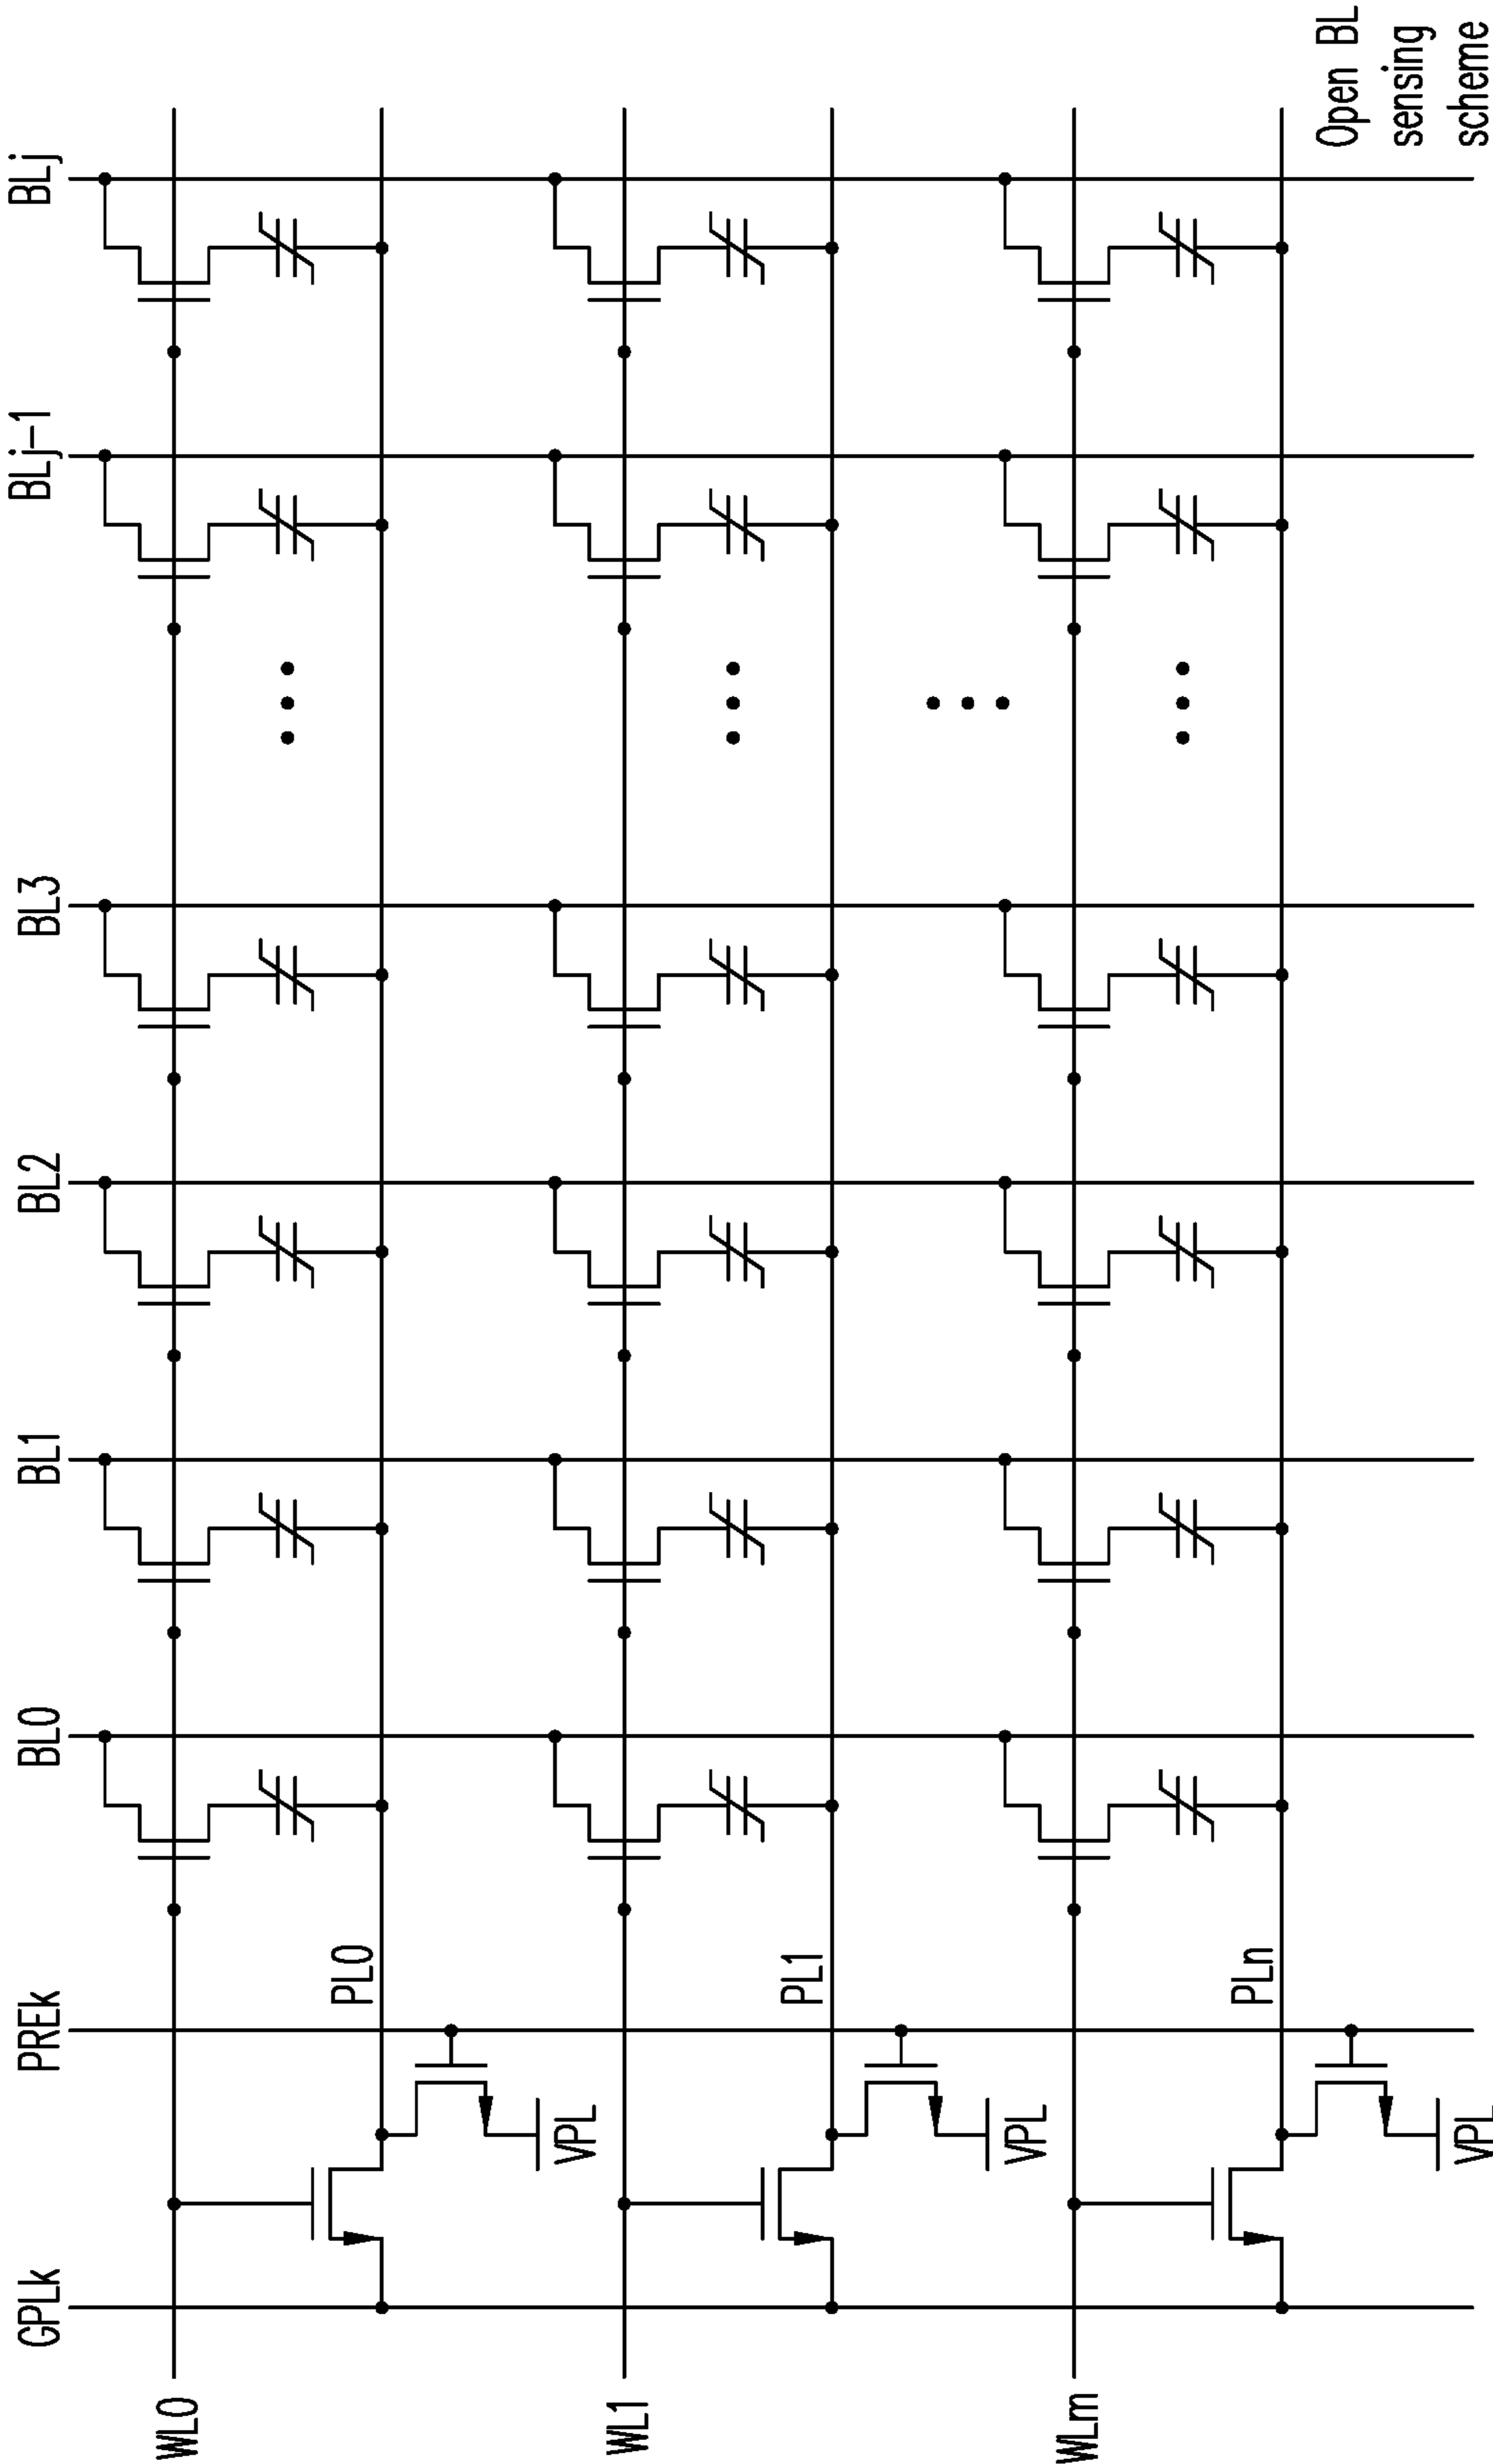 GPLk
PREk
BL0
BL1
BL2
BL3
BLj-1
BLj
WL0
PL0
VPL
WL1
PL1
VPL
WLm
PLn
VPL
Open BL
sensing
scheme